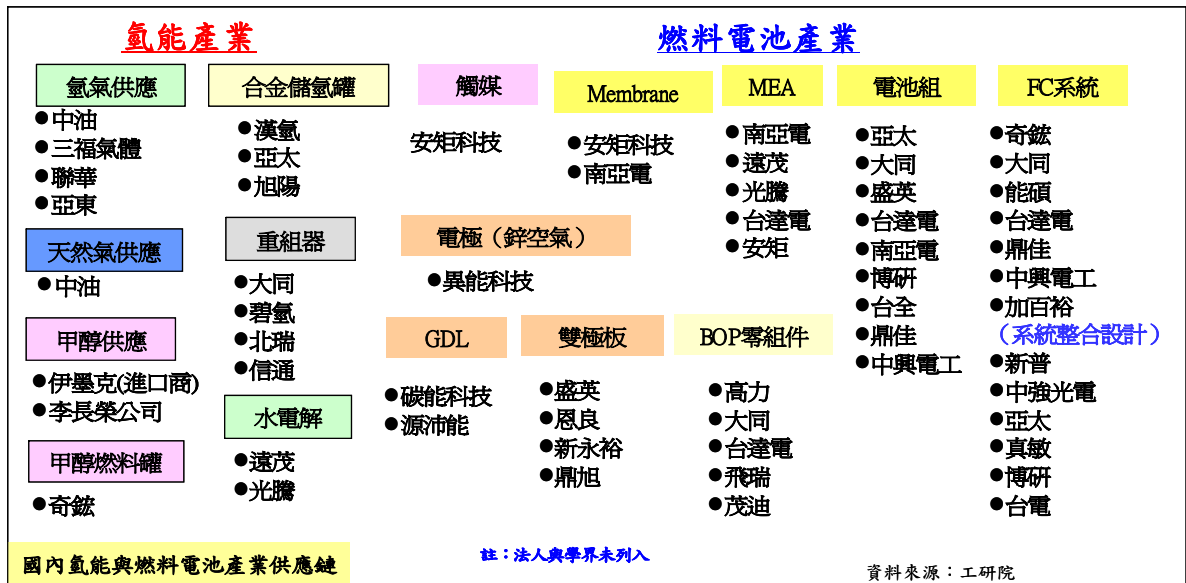 氫能產業
燃料電池產業
氫氣供應
●中油
●三福氣體
●聯華
●亞東
天然氣供應
●中油
甲醇供應
●伊墨克(進口商)
●李長榮公司
甲醇燃料罐
●奇鋐
合金儲氫罐
●漢氫
●亞太
●旭陽
重組器
●大同
●碧氫
●北瑞
●信通
水電解
●遠茂
●光騰
觸媒
安矩科技
Membrane
●安矩科技
●南亞電
電極（鋅空氣）
●異能科技
GDL
●碳能科技
●源沛能
雙極板
●盛英
●恩良
●新永裕
●鼎旭
MEA
●南亞電
●遠茂
●光騰
●台達電
●安矩
BOP零組件
●高力
●大同
●台達電
●飛瑞
●茂迪
電池組
●亞太
●大同
●盛英
●台達電
●南亞電
●博研
●台全
●鼎佳
●中興電工
FC系統
●奇鋐
●大同
●能碩
●台達電
●鼎佳
●中興電工
●加百裕
（系統整合設計）
●新普
●中強光電
●亞太
●真敏
●博研
●台電
國內氫能與燃料電池產業供應鏈
註：法人與學界未列入
資料來源：工研院